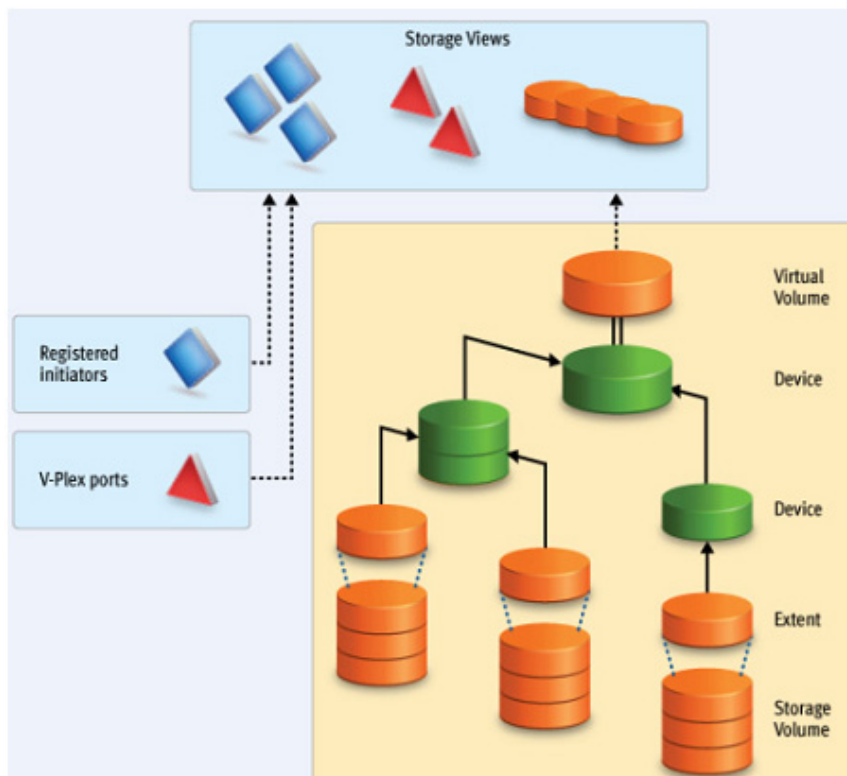 Storage Views
Virtual
Volume
Registered
initiators
Device
V-Plex ports
Device
Extent
Storage
Volume